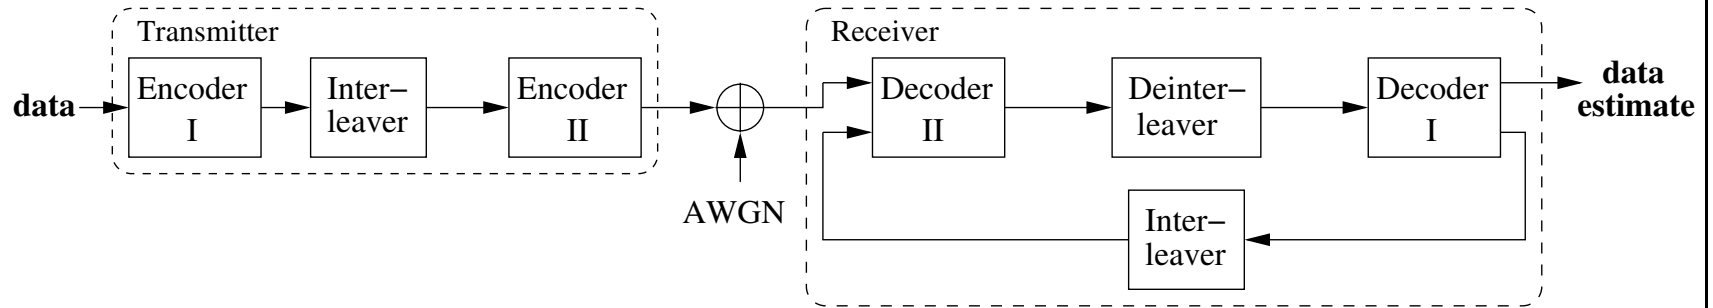 Transmitter
data
Encoder
I
Inter–
leaver
Encoder
II
AWGN
Receiver
Decoder
II
Deinter–
leaver
Decoder
I
Inter–
leaver
data
estimate